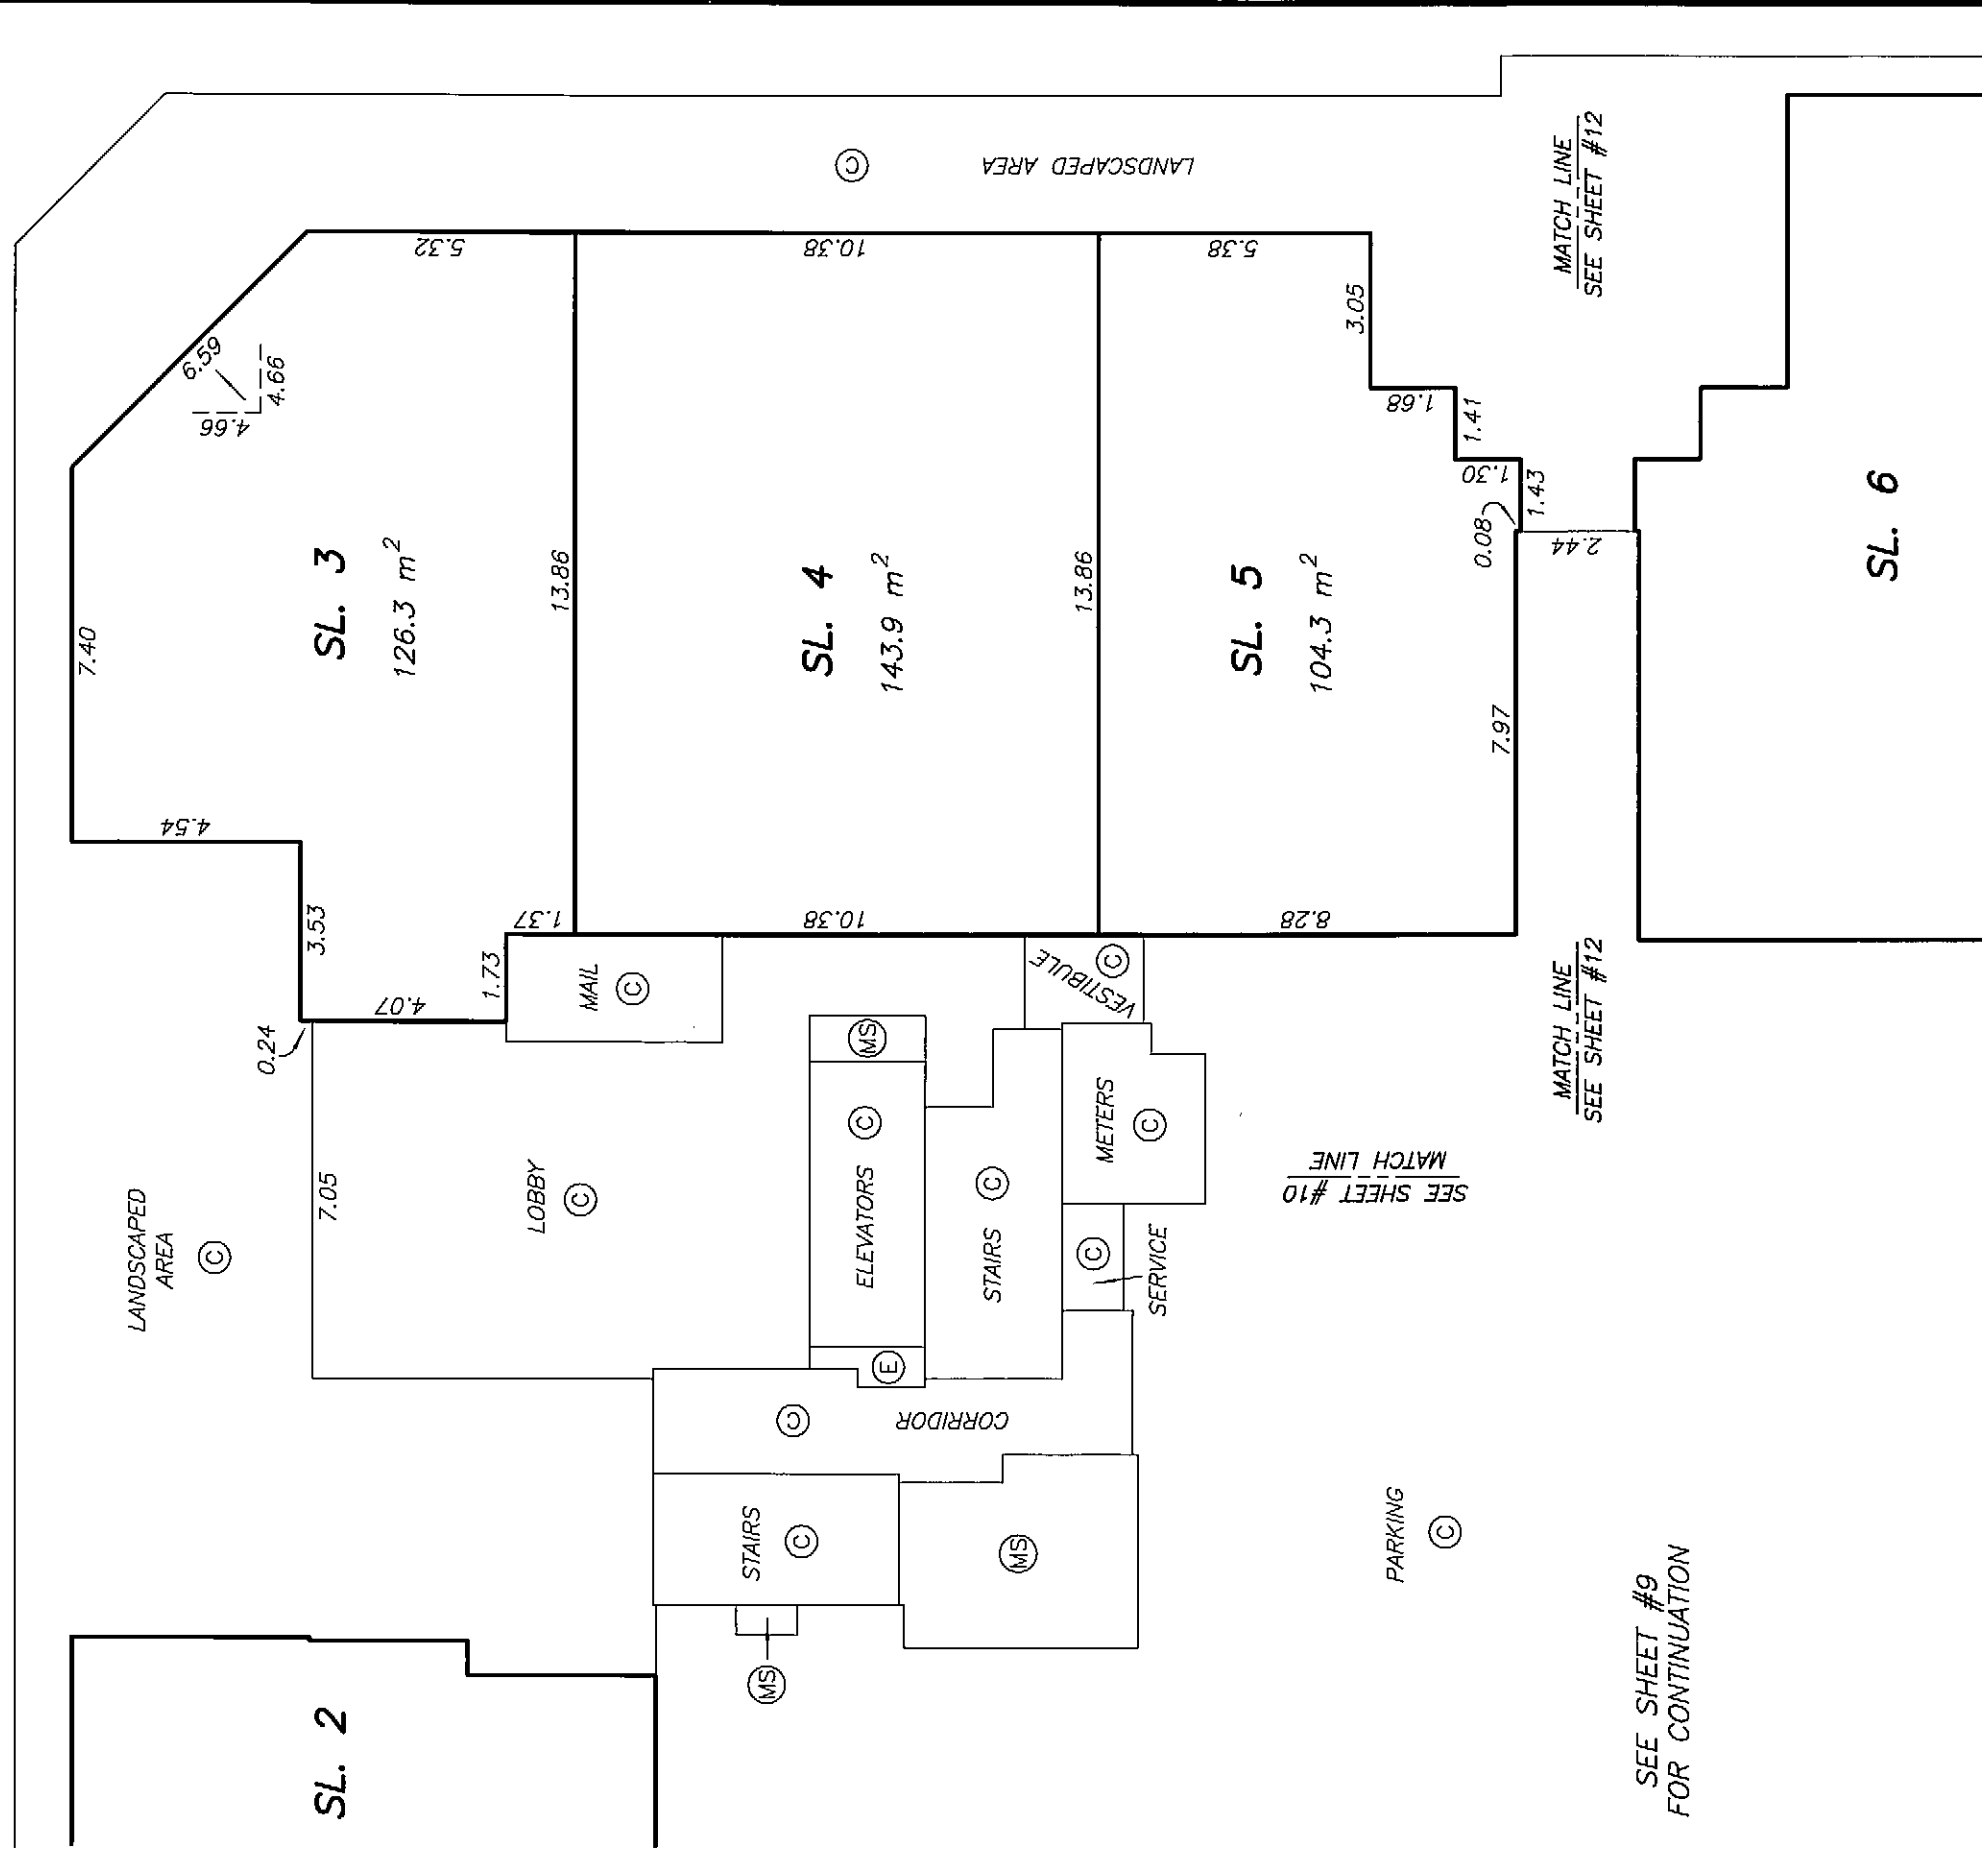 LANDSCAPED AREA
C
MATCH LINE
SEE SHEET #12
5.32
10.38
5.38
3.05
6.59
4.66
4.66
1.68
1.41
1.30
1.43
0.08
2.44
7.40
SL. 3
126.3 m²
13.86
SL. 4
143.9 m²
13.86
SL. 5
104.3 m²
7.97
SL. 6
4.54
3.53
1.37
10.38
8.28
4.07
1.73
0.24
MAIL
C
VESTIBULE
C
MS
MATCH LINE
SEE SHEET #12
LANDSCAPED
AREA
C
7.05
LOBBY
C
ELEVATORS
C
E
STAIRS
C
METERS
C
SERVICE
C
MATCH LINE
SEE SHEET #10
CORRIDOR
C
STAIRS
C
MS
MS
PARKING
C
SL. 2
SEE SHEET #9
FOR CONTINUATION